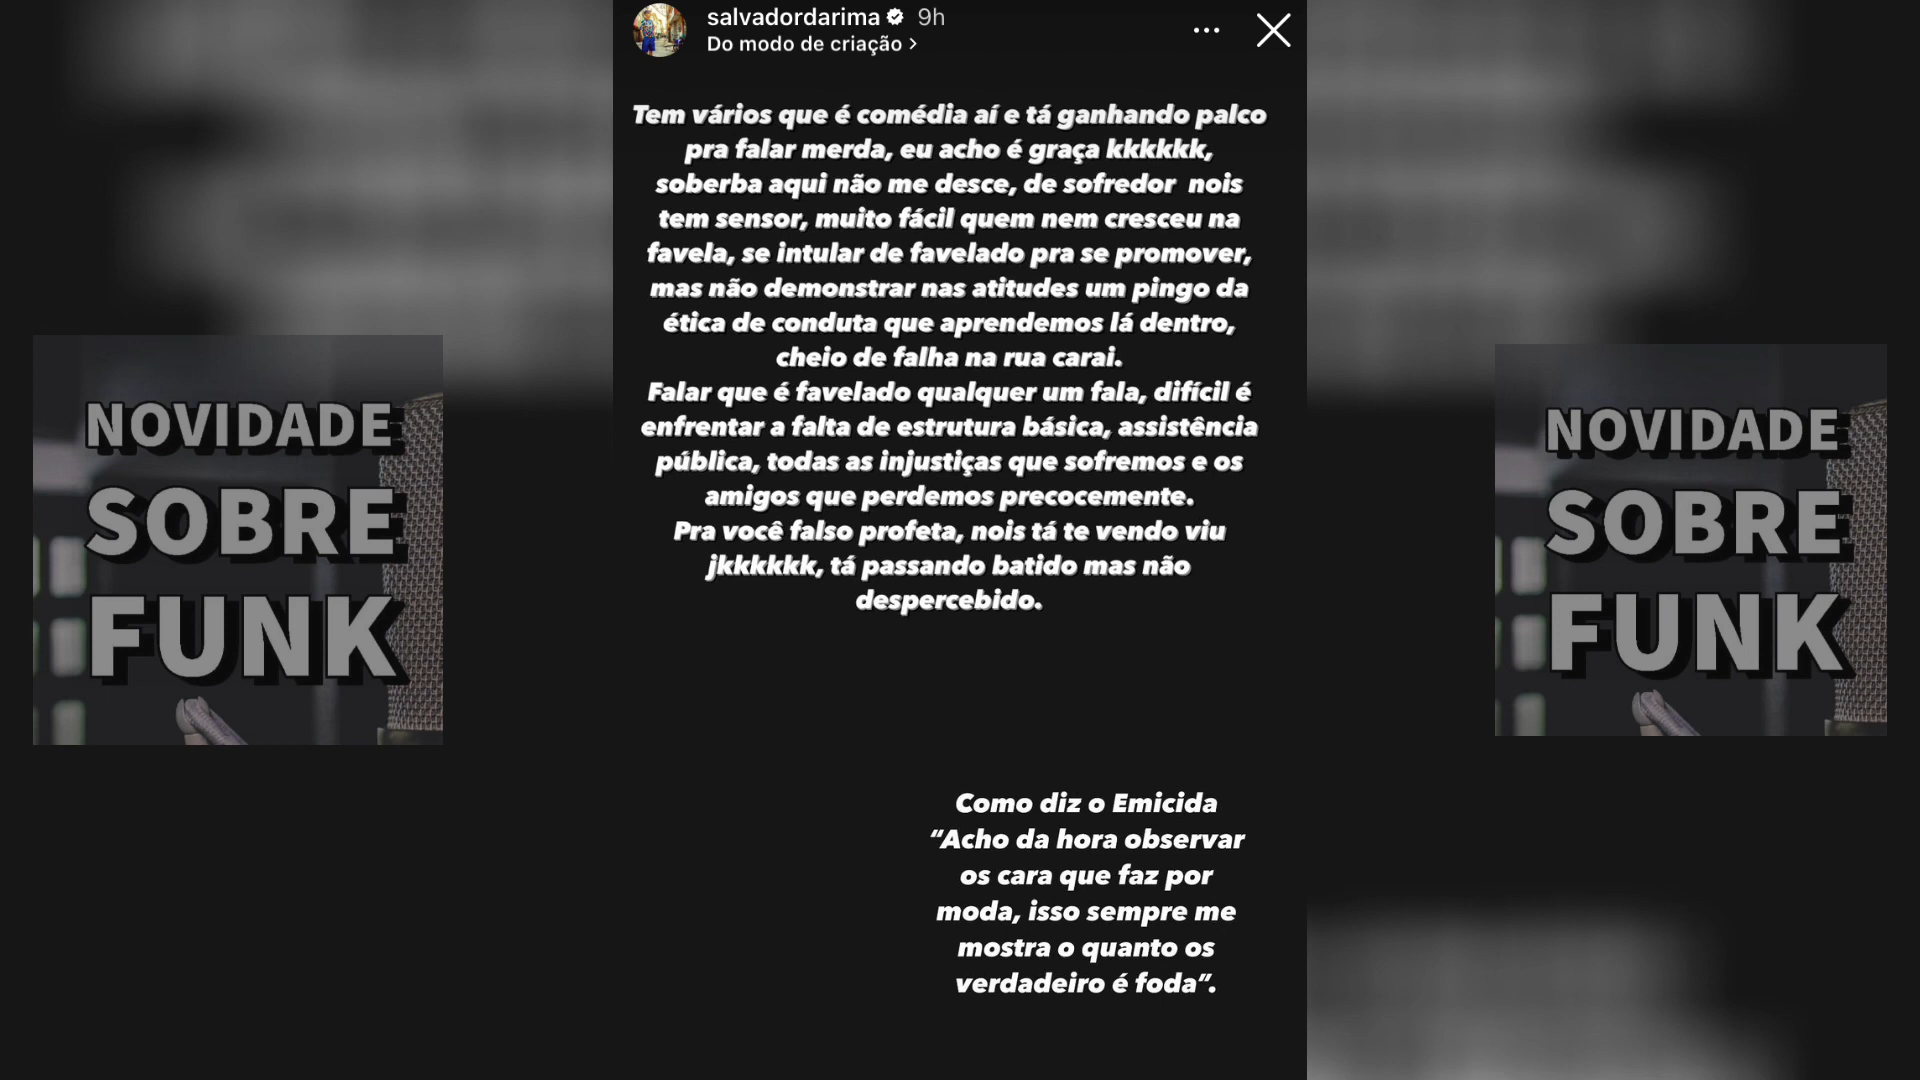 salvadordarima 9h
Do modo de criação >
Tem vários que é comédia aí e tá ganhando palco
pra falar merda, eu acho é graça kkkkkk,
soberba aqui não me desce, de sofredor nois
tem sensor, muito fácil quem nem cresceu na
favela, se intular de favelado pra se promover,
mas não demonstrar nas atitudes um pingo da
ética de conduta que aprendemos lá dentro,
cheio de falha na rua carai.
Falar que é favelado qualquer um fala, difícil é
enfrentar a falta de estrutura básica, assistência
pública, todas as injustiças que sofremos e os
amigos que perdemos precocemente.
Pra você falso profeta, nois tá te vendo viu
jkkkkkk, tá passando batido mas não
despercebido.
Como diz o Emicida
“Acho da hora observar
os cara que faz por
moda, isso sempre me
mostra o quanto os
verdadeiro é foda”.
NOVIDADE
SOBRE
FUNK
NOVIDADE
SOBRE
FUNK